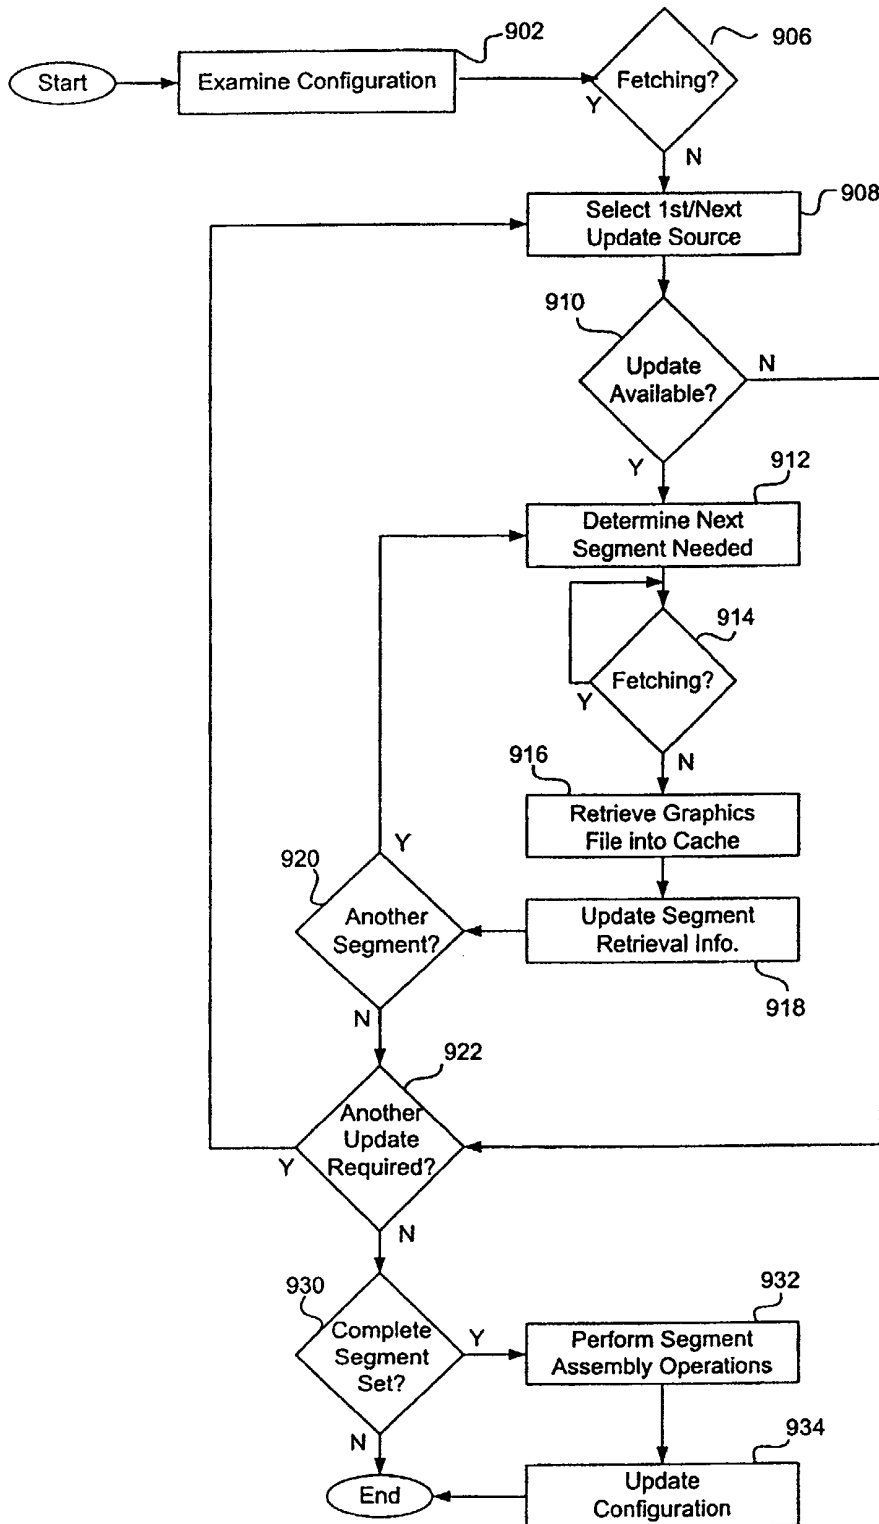 902
906
Start
Examine Configuration
Fetching?
Y
N
908
Select 1st/Next
Update Source
910
Update
Available?
N
Y
912
Determine Next
Segment Needed
914
Fetching?
Y
N
916
Retrieve Graphics
File into Cache
Y
920
Another
Segment?
Update Segment
Retrieval Info.
918
N
922
Another
Update
Required?
Y
N
930
Complete
Segment
Set?
Y
932
Perform Segment
Assembly Operations
N
934
End
Update
Configuration